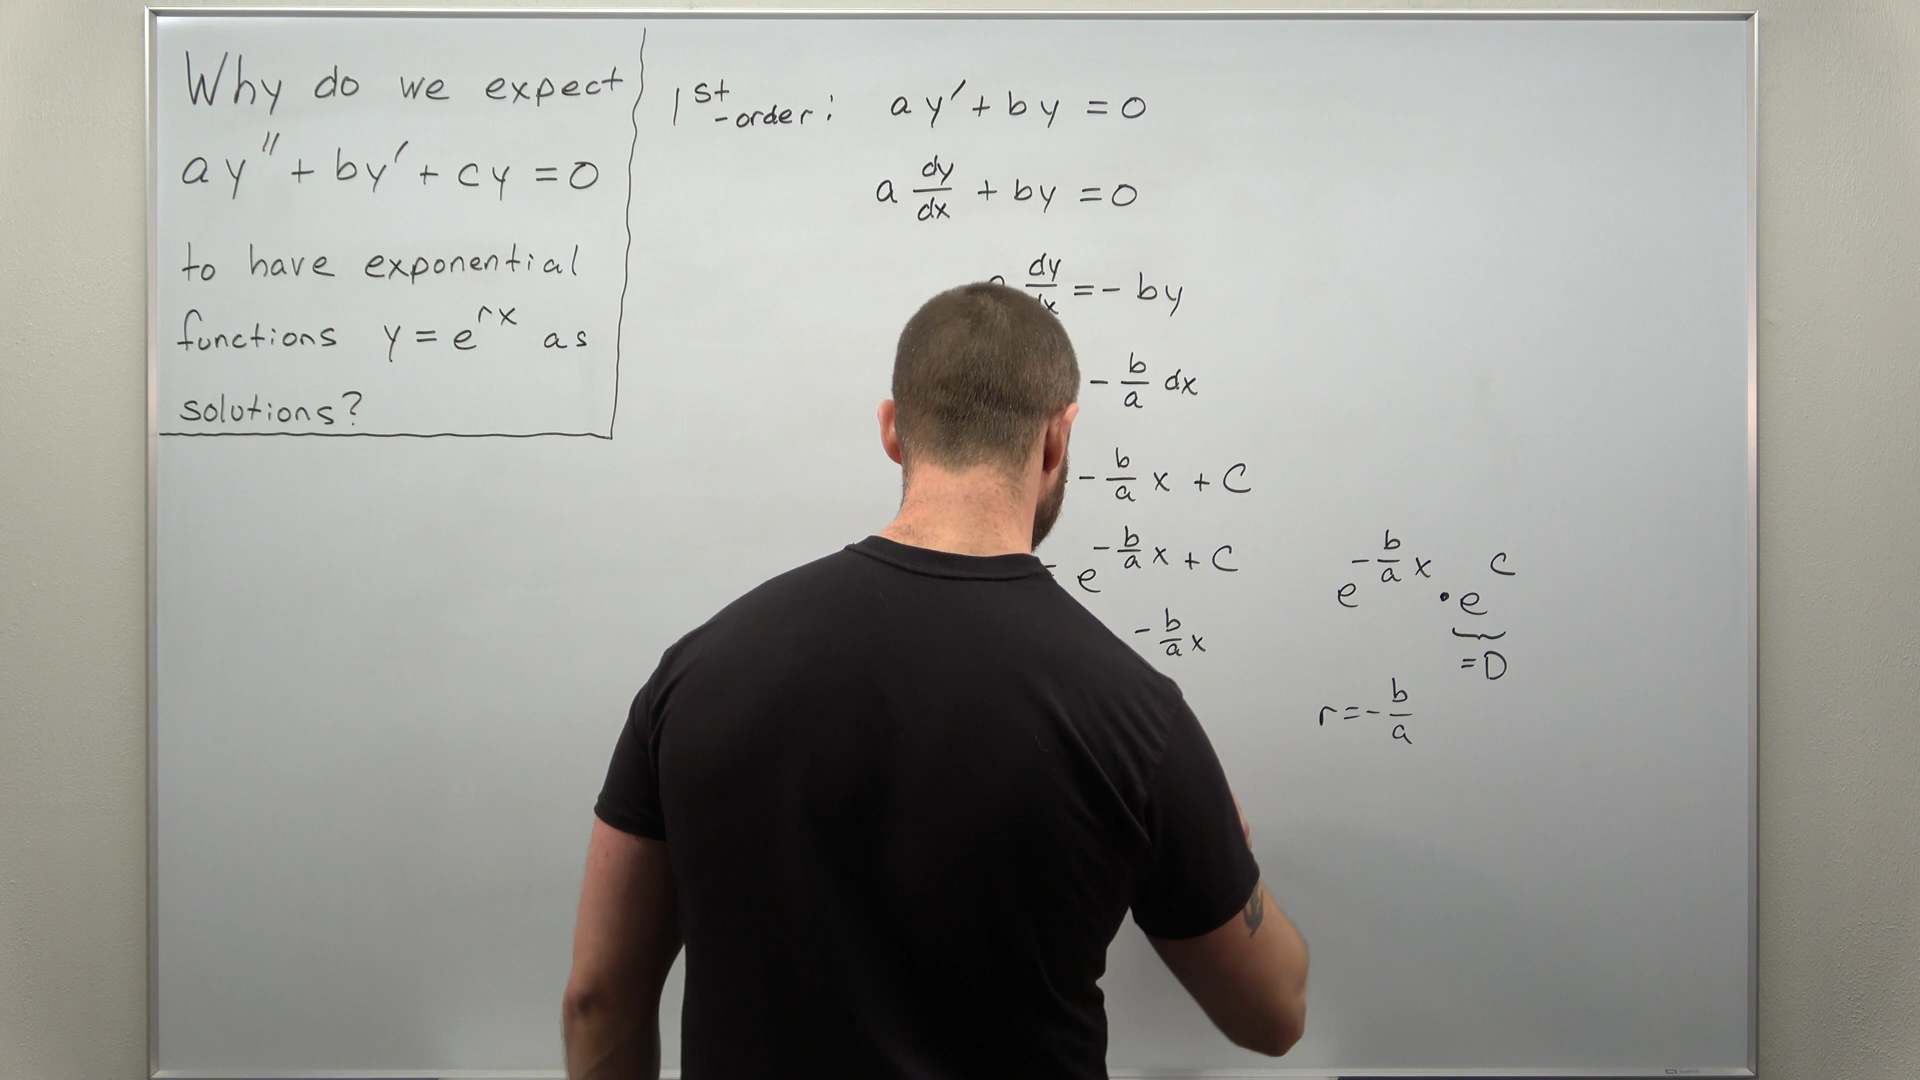 Why do we expect
ay'' + by' + cy = 0
to have exponential
functions y = e^{rx} as
solutions?
1st-order: ay' + by = 0
a dy/dx + by = 0
dy/dx = - by
- b/a dx
- b/a x + C
e^{-b/a x + C}
- b/a x
e^{-b/a x} · e^C
= D
r = - b/a